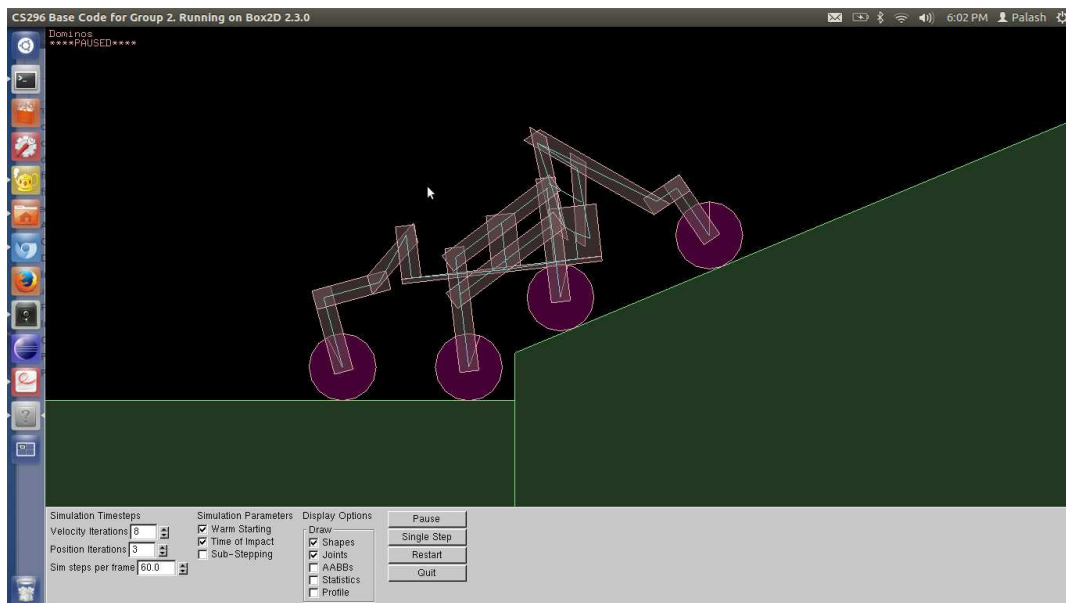 CS296 Base Code for Group 2. Running on Box2D 2.3.0
6:02 PM Palash
Dominos
****PAUSED****
Simulation Timesteps
Velocity Iterations 8
Position Iterations 3
Sim steps per frame 60.0
Simulation Parameters
Warm Starting
Time of Impact
Sub-Stepping
Display Options
Draw
Shapes
Joints
AABBs
Statistics
Profile
Pause
Single Step
Restart
Quit